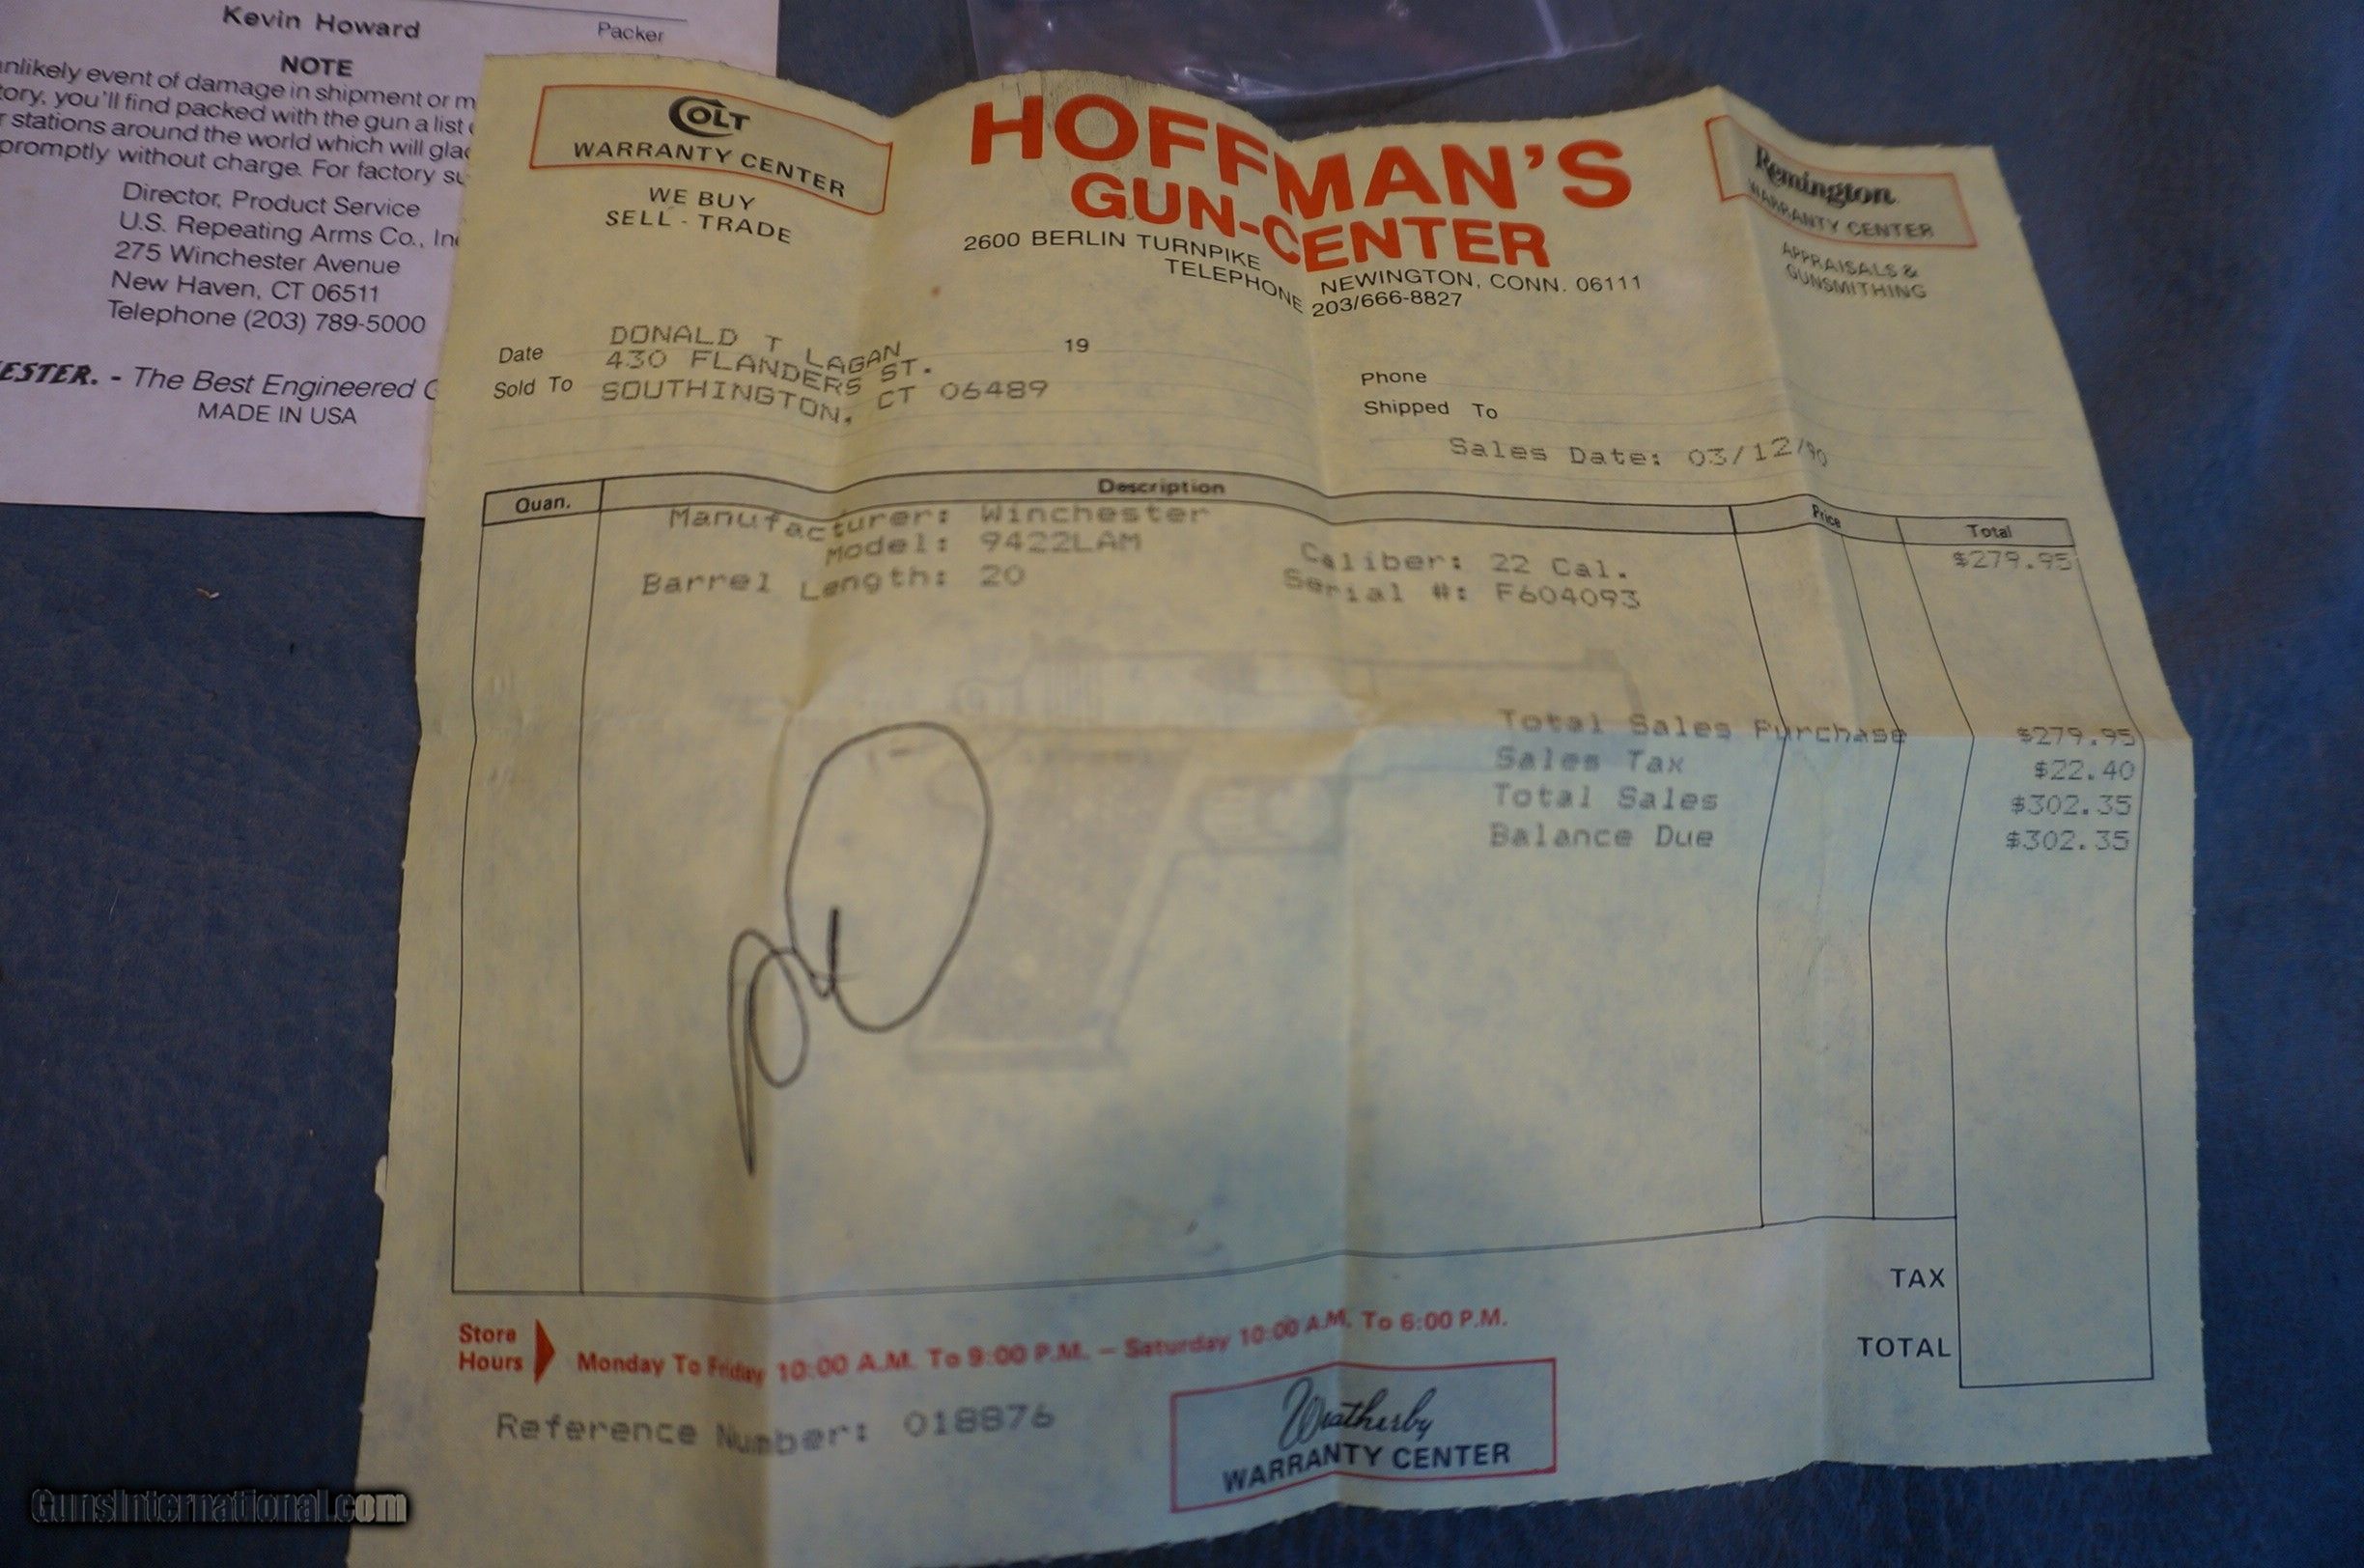 Kevin Howard
Packer
NOTE
unlikely event of damage in shipment or m
tory, you'll find packed with the gun a list
r stations around the world which will glad
promptly without charge. For factory
Director, Product Service
U.S. Repeating Arms Co., Inc
275 Winchester Avenue
New Haven, CT 06511
Telephone (203) 789-5000
ESTER. - The Best Engineered
MADE IN USA
COLT
WARRANTY CENTER
WE BUY
SELL - TRADE
HOFFMAN'S
GUN-CENTER
2600 BERLIN TURNPIKE NEWINGTON, CONN. 06111
TELEPHONE 203/666-8827
Remington
WARRANTY CENTER
APPRAISALS &
GUNSMITHING
Date 19
DONALD T LAGAN
430 FLANDERS ST.
Sold To SOUTHINGTON, CT 06489
Phone
Shipped To
Sales Date: 03/12/90
Quan. Description Price Total
Manufacturer: Winchester $279.95
Model: 9422LAM Caliber: 22 Cal.
Barrel Length: 20 Serial #: F604093
Total Sales Purchase $279.95
Sales Tax $22.40
Total Sales $302.35
Balance Due $302.35
TAX
TOTAL
Store
Hours
Monday To Friday 10:00 A.M. To 9:00 P.M. - Saturday 10:00 A.M. To 6:00 P.M.
Reference Number: 018876
Weatherby
WARRANTY CENTER
GunsInternational.com